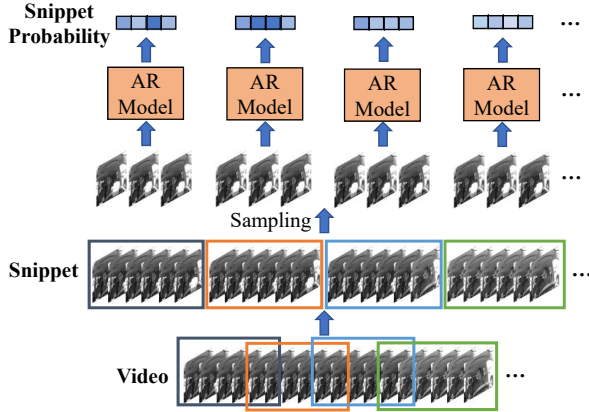 Snippet
Probability
...
AR
Model
AR
Model
AR
Model
AR
Model
...
...
Sampling
Snippet
...
Video
...